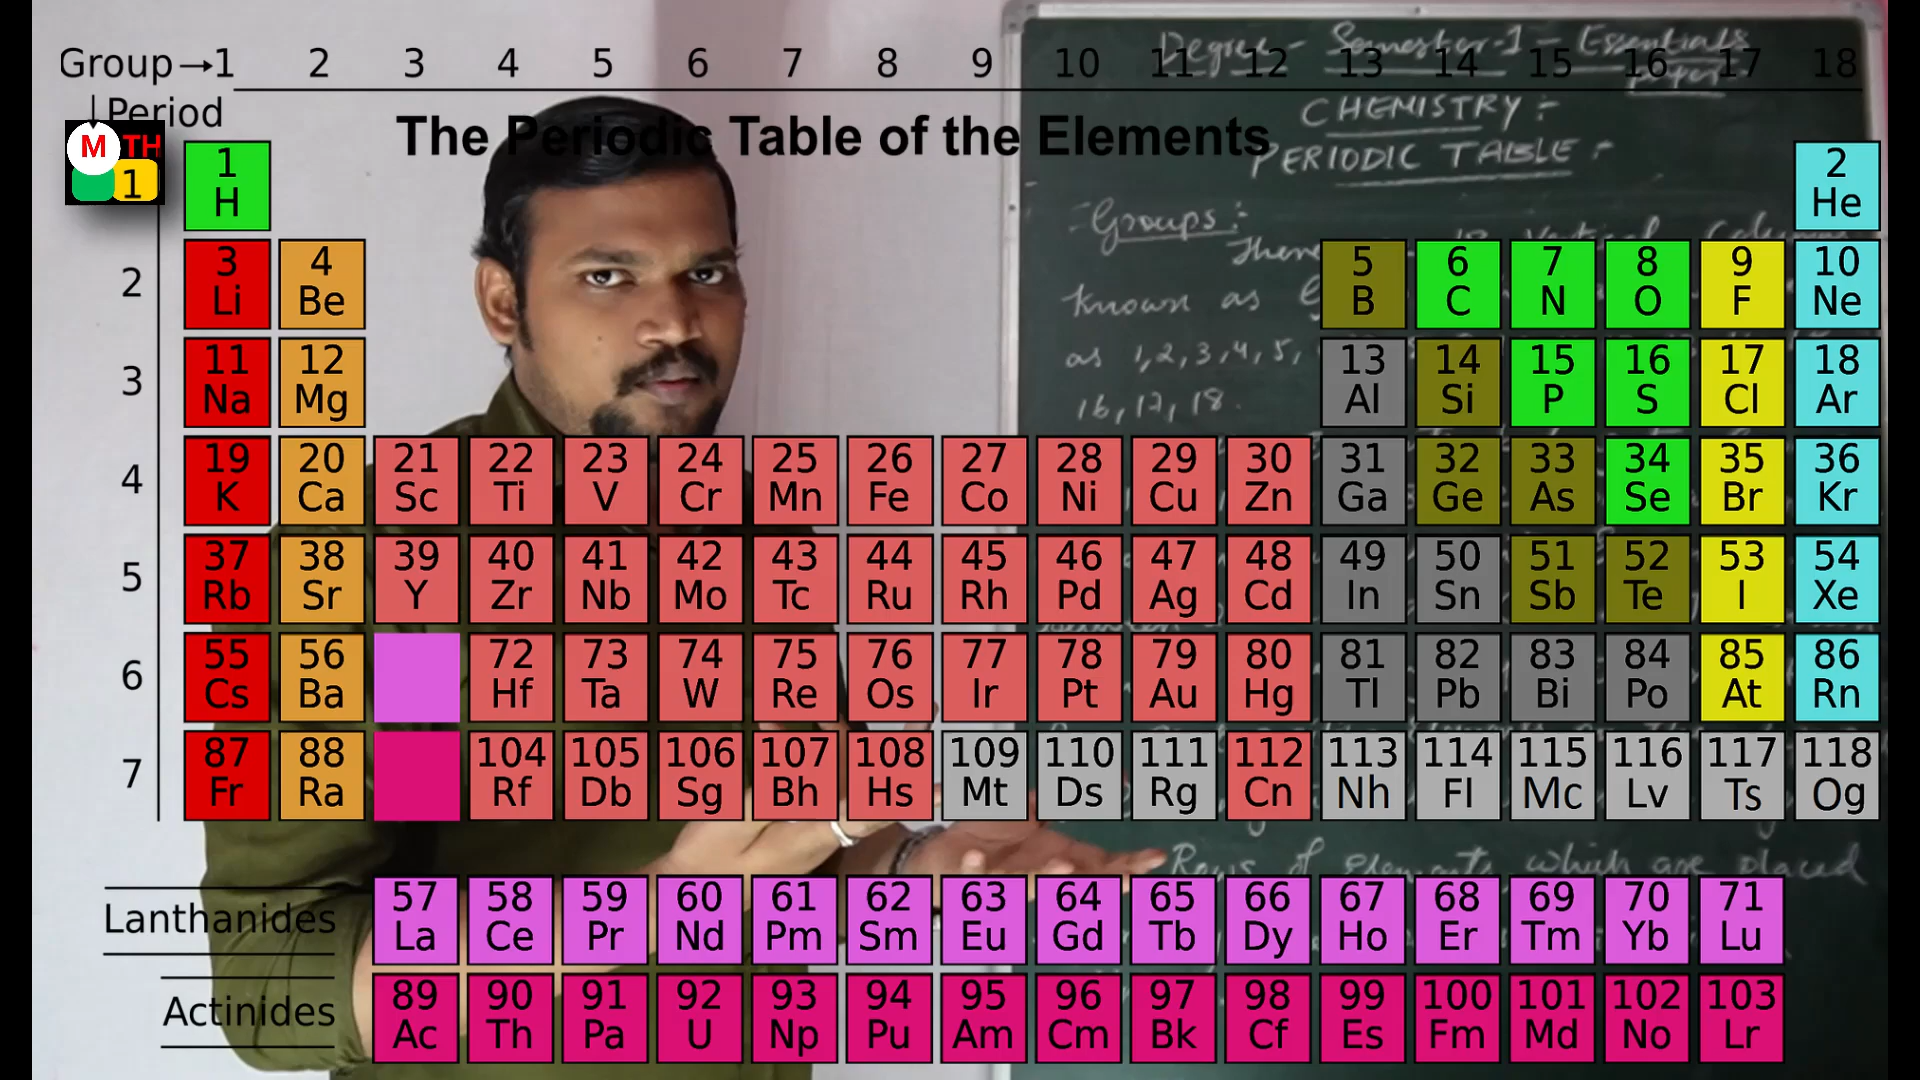 Group→1 2 3 4 5 6 7 8 9 10 11 12 13 14 15 16 17 18
↓Period
Degree - Semester-1 - Essentials
paper
CHEMISTRY :-
The Periodic Table of the Elements
PERIODIC TABLE :-
M TH
1
1 2
H He
-Groups :-
There Vertical
2 3 4 5 6 7 8 9 10
Li Be B C N O F Ne
known as
as 1,2,3,4,5,
3 11 12 13 14 15 16 17 18
Na Mg Al Si P S Cl Ar
16,17,18.
4 19 20 21 22 23 24 25 26 27 28 29 30 31 32 33 34 35 36
K Ca Sc Ti V Cr Mn Fe Co Ni Cu Zn Ga Ge As Se Br Kr
5 37 38 39 40 41 42 43 44 45 46 47 48 49 50 51 52 53 54
Rb Sr Y Zr Nb Mo Tc Ru Rh Pd Ag Cd In Sn Sb Te I Xe
6 55 56 72 73 74 75 76 77 78 79 80 81 82 83 84 85 86
Cs Ba Hf Ta W Re Os Ir Pt Au Hg Tl Pb Bi Po At Rn
7 87 88 104 105 106 107 108 109 110 111 112 113 114 115 116 117 118
Fr Ra Rf Db Sg Bh Hs Mt Ds Rg Cn Nh Fl Mc Lv Ts Og
Rows of elements which are placed
Lanthanides 57 58 59 60 61 62 63 64 65 66 67 68 69 70 71
La Ce Pr Nd Pm Sm Eu Gd Tb Dy Ho Er Tm Yb Lu
Actinides 89 90 91 92 93 94 95 96 97 98 99 100 101 102 103
Ac Th Pa U Np Pu Am Cm Bk Cf Es Fm Md No Lr